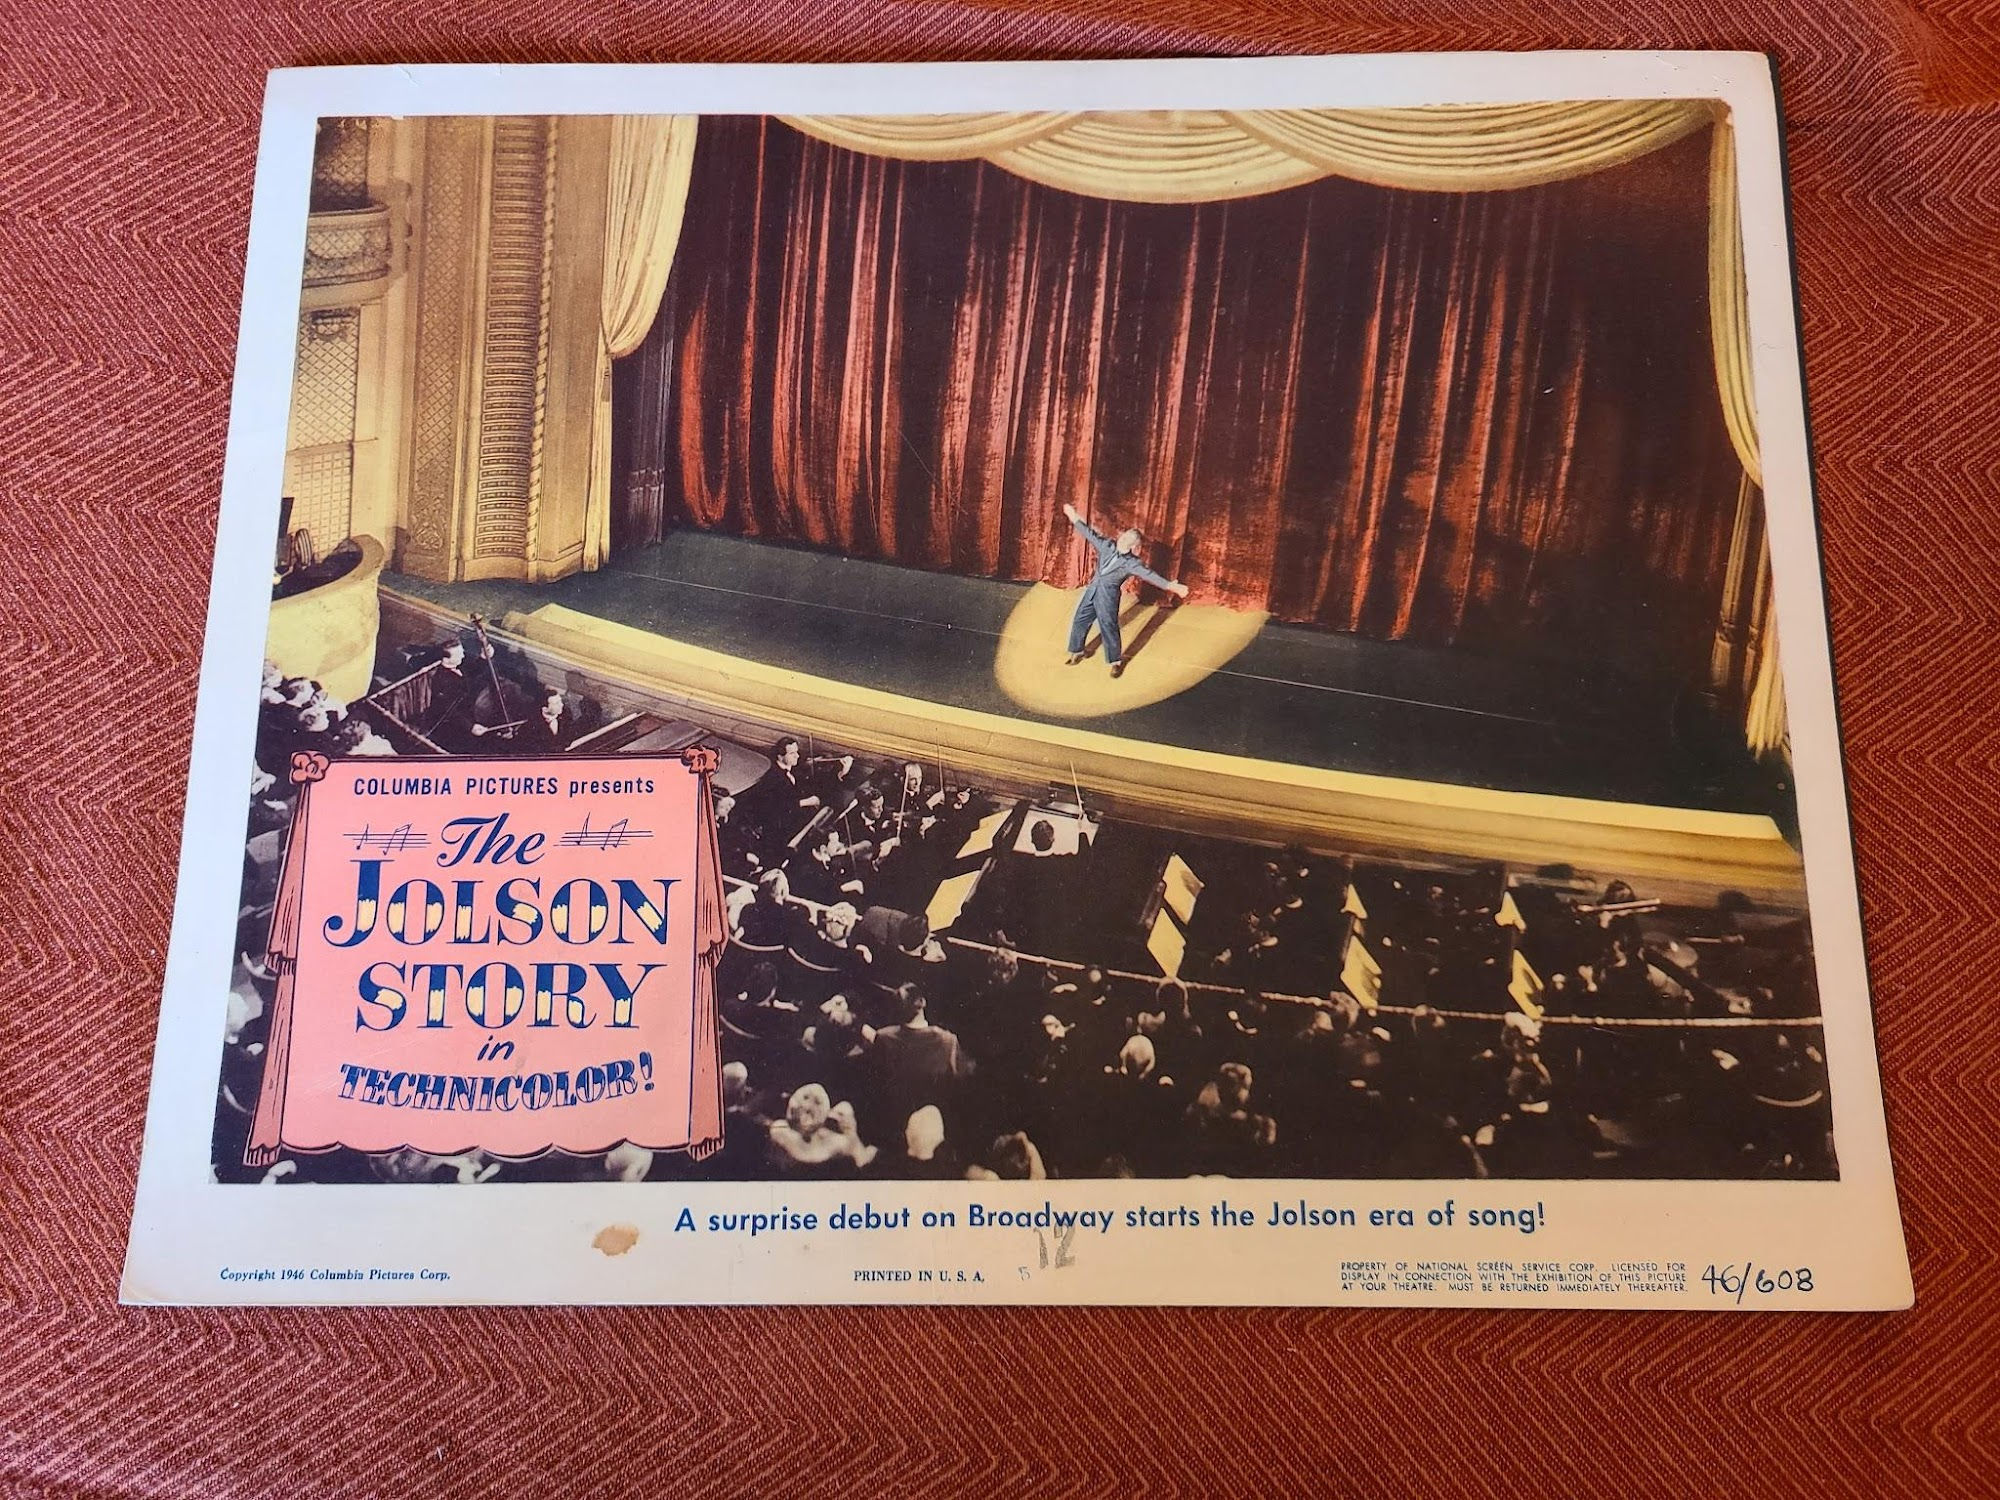 COLUMBIA PICTURES presents
The
JOLSON
STORY
in
TECHNICOLOR!
A surprise debut on Broadway starts the Jolson era of song!
12
Copyright 1946 Columbia Pictures Corp.
PRINTED IN U. S. A.
5
PROPERTY OF NATIONAL SCREEN SERVICE CORP. LICENSED FOR
DISPLAY IN CONNECTION WITH THE EXHIBITION OF THIS PICTURE
AT YOUR THEATRE. MUST BE RETURNED IMMEDIATELY THEREAFTER.
46/608